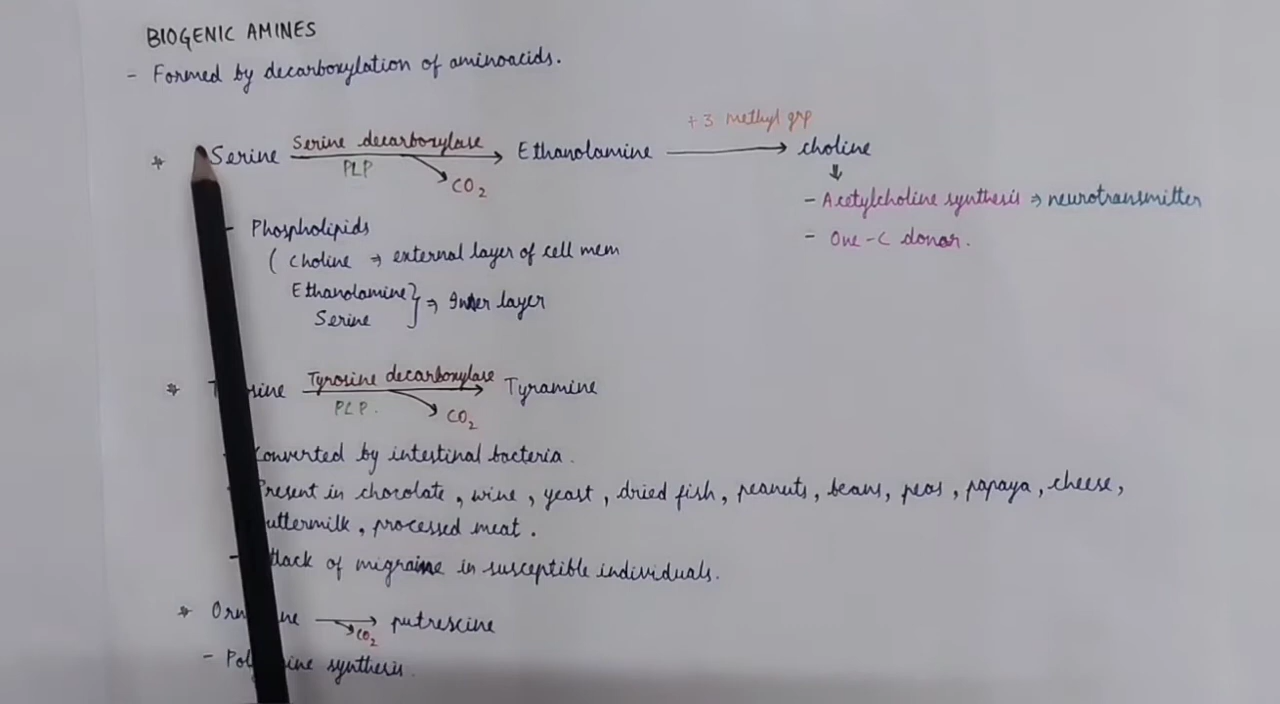 BIOGENIC AMINES
- Formed by decarboxylation of aminoacids.
+3 Methyl grp
* Serine Serine decarboxylase Ethanolamine → choline
PLP CO2
⇓
- Acetylcholine synthesis ⇒ neurotransmitter
- One-C donor.
- Phospholipids
( Choline ⇒ external layer of cell mem
Ethanolamine } ⇒ Inner layer
Serine
* Tyrosine decarboxylase Tyramine
PLP. CO2
Converted by intestinal bacteria.
Present in chocolate, wine, yeast, dried fish, peanuts, beans, peas, papaya, cheese,
buttermilk, processed meat.
- of migraine in susceptible individuals.
* → putrescine
CO2
- synthesis.